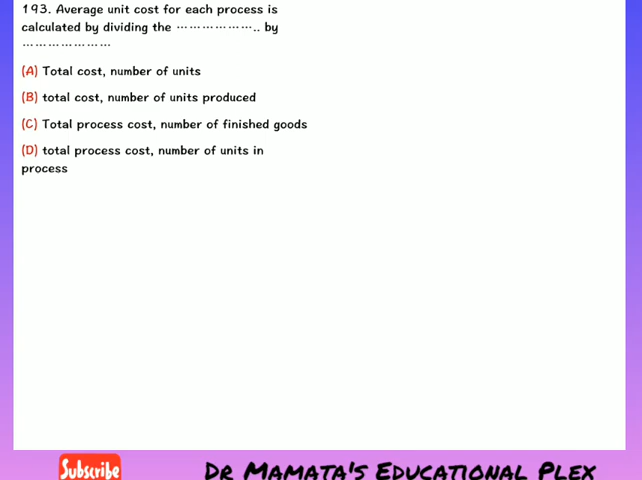 193. Average unit cost for each process is
calculated by dividing the ……………….. by
…………………
(A) Total cost, number of units
(B) total cost, number of units produced
(C) Total process cost, number of finished goods
(D) total process cost, number of units in
process
Subscribe
DR MAMATA'S EDUCATIONAL PLEX